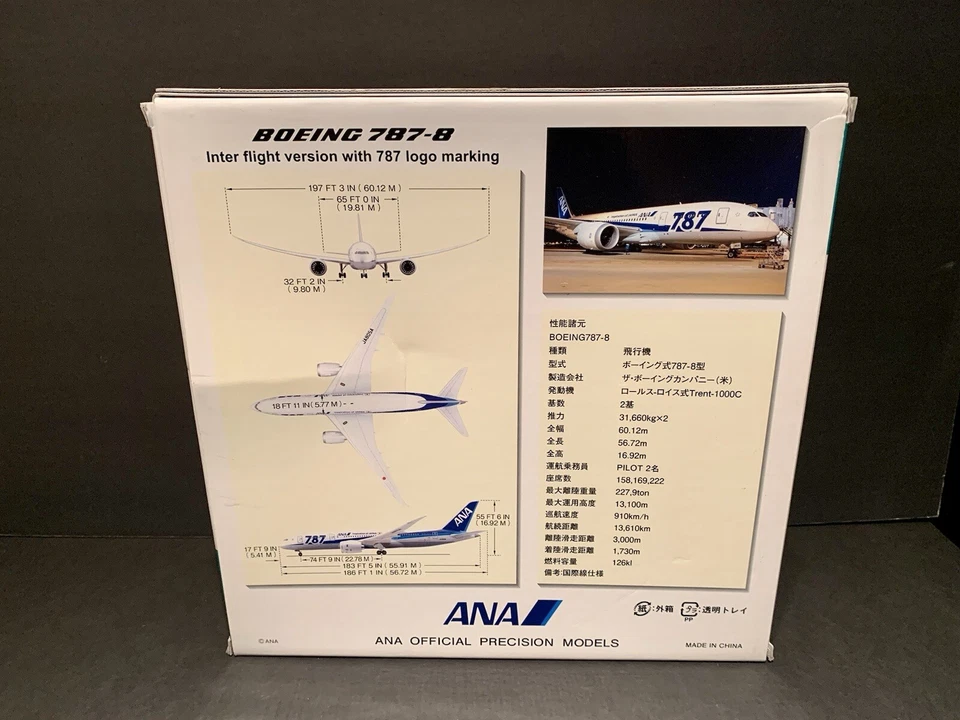 BOEING 787-8
Inter flight version with 787 logo marking
197 FT 3 IN ( 60.12 M )
65 FT 0 IN
( 19.81 M )
32 FT 2 IN
( 9.80 M )
18 FT 11 IN( 5.77 M )
787
ANA
55 FT 6 IN
( 16.92 M )
17 FT 9 IN
( 5.41 M )
74 FT 9 IN( 22.78 M )
183 FT 5 IN ( 55.91 M )
186 FT 1 IN ( 56.72 M )
ANA 787
性能諸元
BOEING787-8
種類 飛行機
型式 ボーイング式787-8型
製造会社 ザ・ボーイングカンパニー(米)
発動機 ロールス-ロイス式Trent-1000C
基数 2基
推力 31,660kg×2
全幅 60.12m
全長 56.72m
全高 16.92m
運航乗務員 PILOT 2名
座席数 158,169,222
最大離陸重量 227,9ton
最大運用高度 13,100m
巡航速度 910km/h
航続距離 13,610km
離陸滑走距離 3,000m
着陸滑走距離 1,730m
燃料容量 126kl
備考:国際線仕様
ANA
紙:外箱 プラ:透明トレイ
PP
© ANA
ANA OFFICIAL PRECISION MODELS
MADE IN CHINA